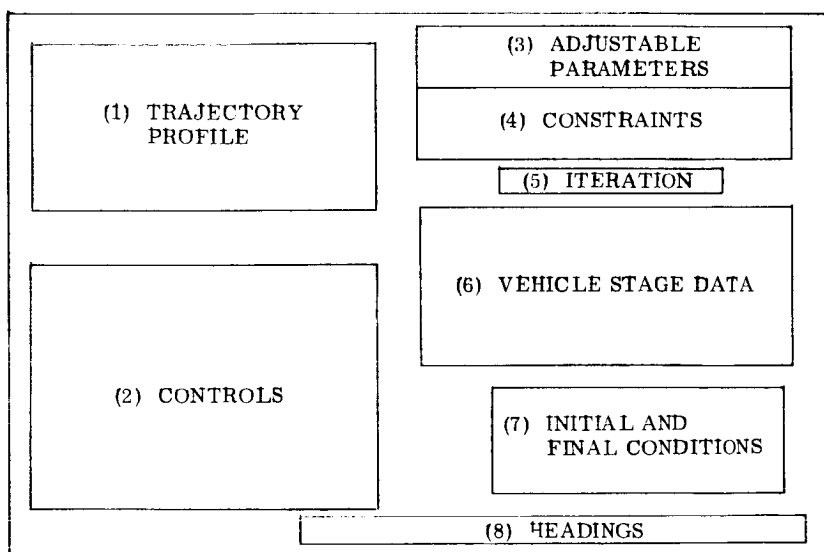 (1) TRAJECTORY
PROFILE
(2) CONTROLS
(3) ADJUSTABLE
PARAMETERS
(4) CONSTRAINTS
(5) ITERATION
(6) VEHICLE STAGE DATA
(7) INITIAL AND
FINAL CONDITIONS
(8) HEADINGS